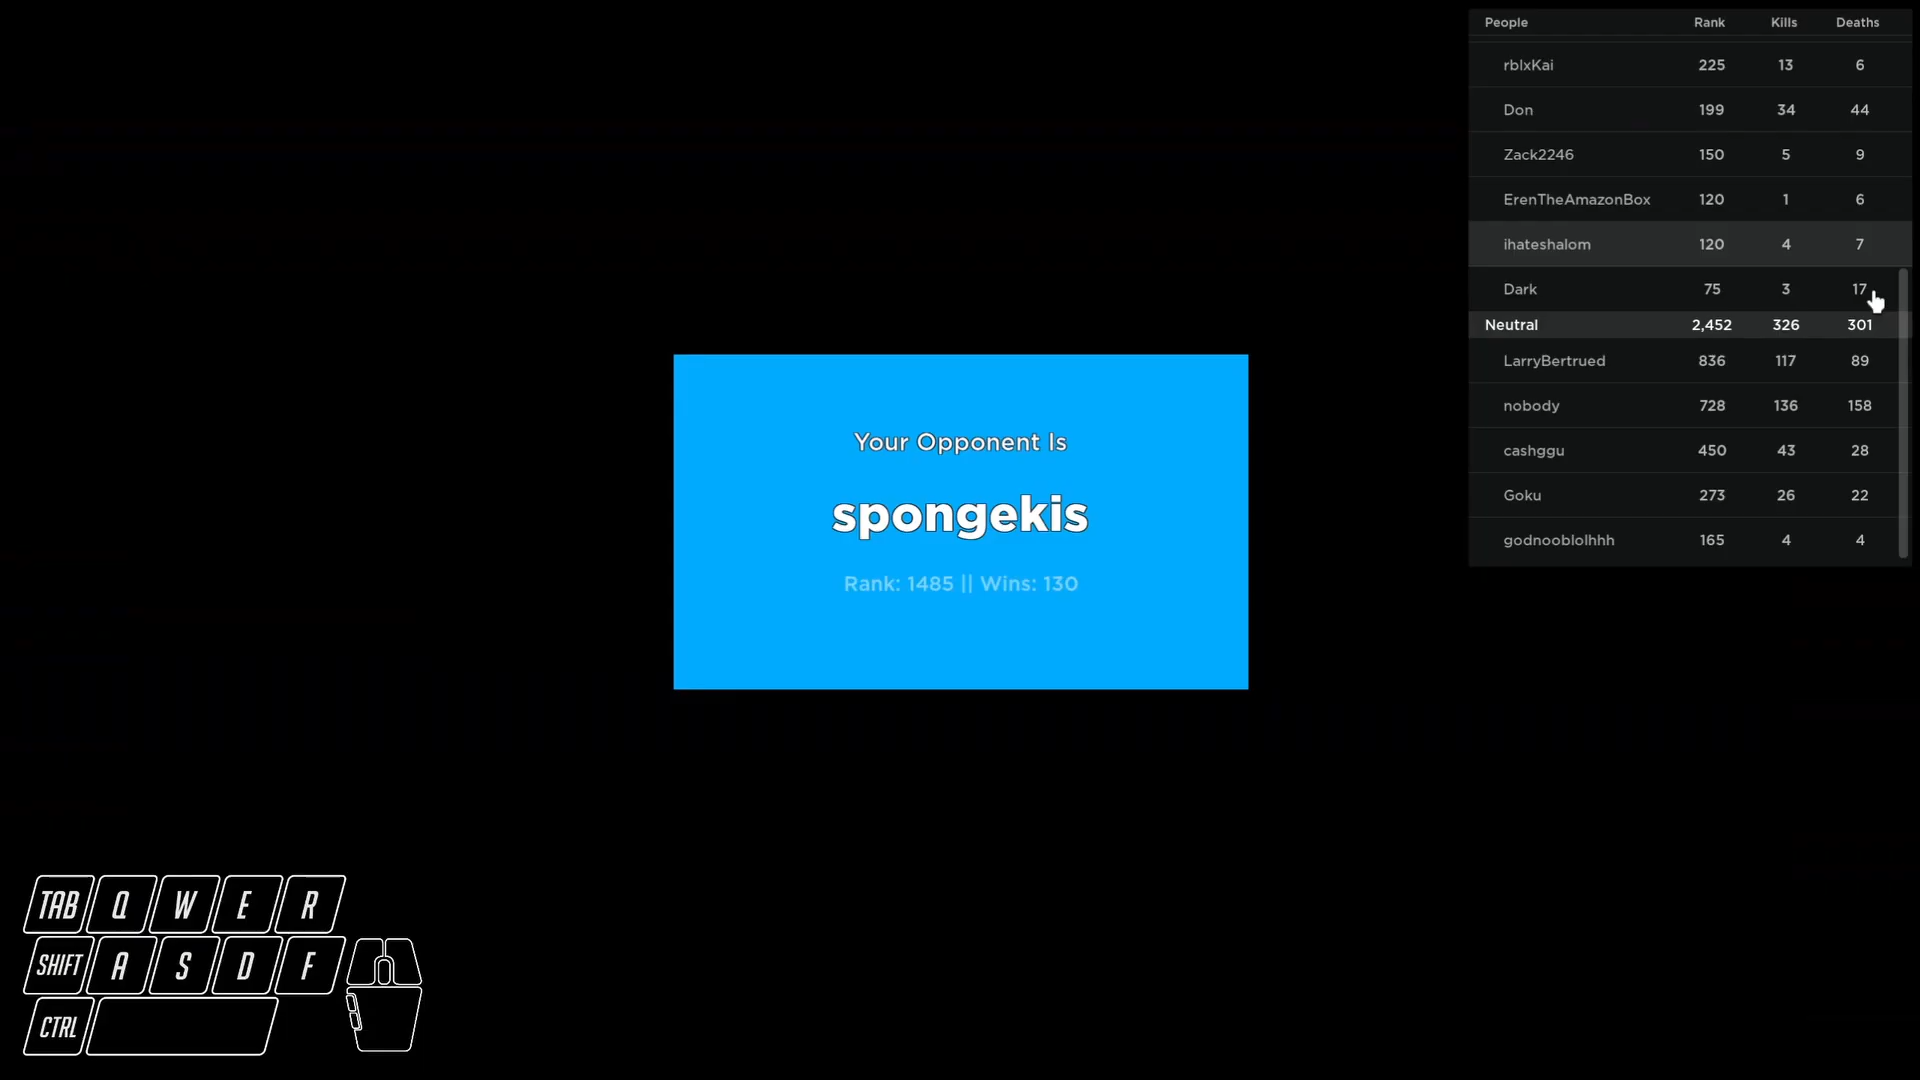 People Rank Kills Deaths
rblxKai 225 13 6
Don 199 34 44
Zack2246 150 5 9
ErenTheAmazonBox 120 1 6
ihateshalom 120 4 7
Dark 75 3 17
Neutral 2,452 326 301
LarryBertrued 836 117 89
nobody 728 136 158
cashggu 450 43 28
Goku 273 26 22
godnooblolhhh 165 4 4
Your Opponent Is
spongekis
Rank: 1485 || Wins: 130
TAB Q W E R
SHIFT A S D F
CTRL